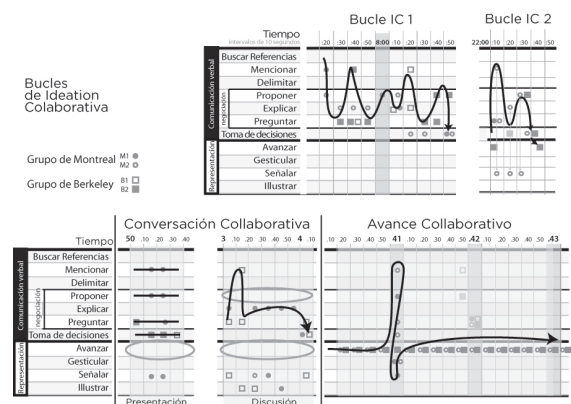 Bucle IC 1
Bucle IC 2
Tiempo
intervalos de 10 segundos
:20 :30 :40 :50 8:00 :10 :20 :30 :40 :50
22:00 :10 :20 :30 :40 :50
Bucles
de Ideation
Colaborativa
Comunicación verbal
negociación
Buscar Referencias
Mencionar
Delimitar
Proponer
Explicar
Preguntar
Toma de decisiones
Representación
Avanzar
Gesticular
Señalar
Illustrar
Grupo de Montreal M1
M2
Grupo de Berkeley B1
B2
Conversación Collaborativa
Avance Colaborativo
Tiempo
50 .10 .20 .30 40
3 .10 .20 .30 .50 4 .10
.10 .20 .30 .50 41 .10 .20 .30 .50 .42 .10 .20 .30 .50 .43
Comunicación verbal
negociación
Buscar Referencias
Mencionar
Delimitar
Proponer
Explicar
Preguntar
Toma de decisiones
Representación
Avanzar
Gesticular
Señalar
Illustrar
Presentación
Discusión